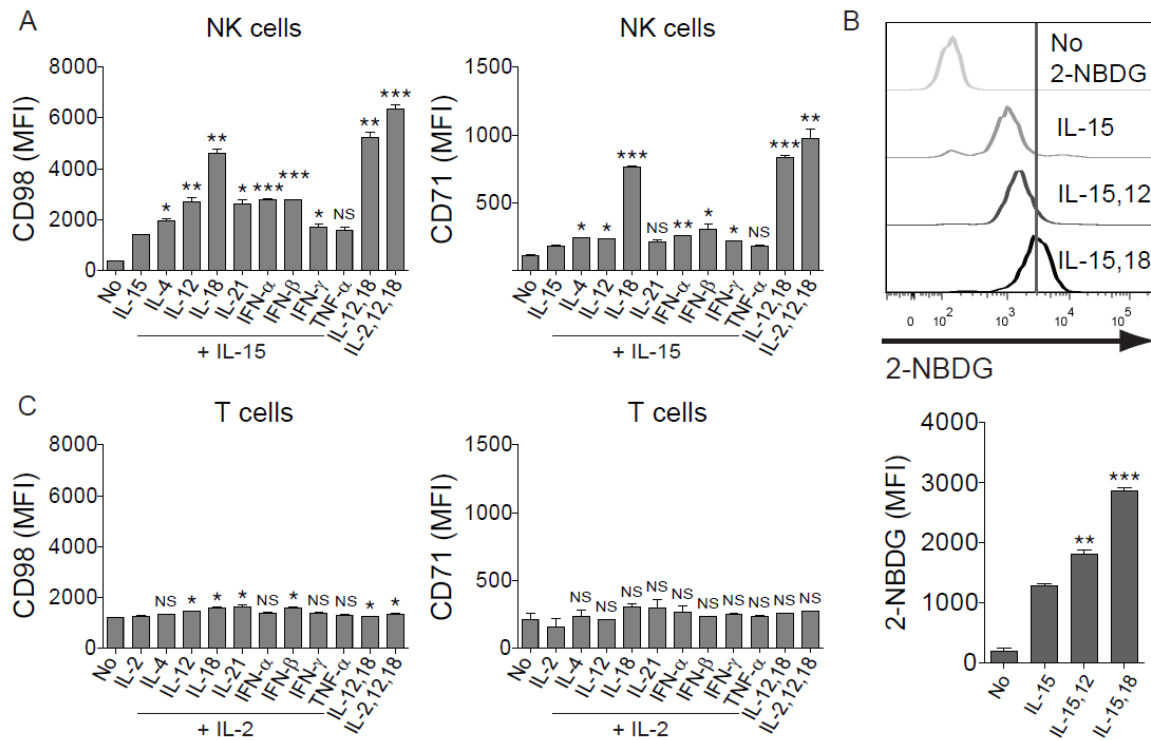 A
NK cells
CD98 (MFI)
8000
6000
4000
2000
0
*
**
**
*
***
***
*
NS
**
***
No
IL-15
IL-4
IL-12
IL-18
IL-21
IFN-α
IFN-β
IFN-γ
TNF-α
IL-12,18
IL-2,12,18
+ IL-15
NK cells
CD71 (MFI)
1500
1000
500
0
*
*
***
NS
**
*
*
NS
***
**
No
IL-15
IL-4
IL-12
IL-18
IL-21
IFN-α
IFN-β
IFN-γ
TNF-α
IL-12,18
IL-2,12,18
+ IL-15
B
No
2-NBDG
IL-15
IL-15,12
IL-15,18
0 10² 10³ 10⁴ 10⁵
2-NBDG
2-NBDG (MFI)
4000
3000
2000
1000
0
**
***
No
IL-15
IL-15,12
IL-15,18
C
T cells
CD98 (MFI)
8000
6000
4000
2000
0
NS
*
*
*
NS
*
NS
NS
*
*
No
IL-2
IL-4
IL-12
IL-18
IL-21
IFN-α
IFN-β
IFN-γ
TNF-α
IL-12,18
IL-2,12,18
+ IL-2
T cells
CD71 (MFI)
1500
1000
500
0
NS
NS
NS
NS
NS
NS
NS
NS
NS
NS
No
IL-2
IL-4
IL-12
IL-18
IL-21
IFN-α
IFN-β
IFN-γ
TNF-α
IL-12,18
IL-2,12,18
+ IL-2